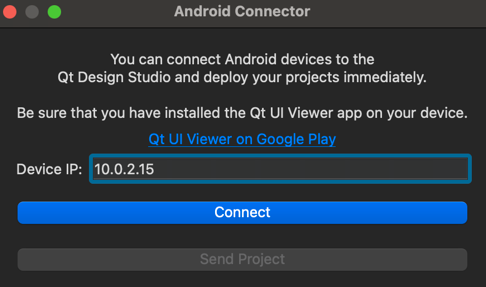 Android Connector
You can connect Android devices to the
Qt Design Studio and deploy your projects immediately.
Be sure that you have installed the Qt UI Viewer app on your device.
Qt UI Viewer on Google Play
Device IP: 10.0.2.15
Connect
Send Project